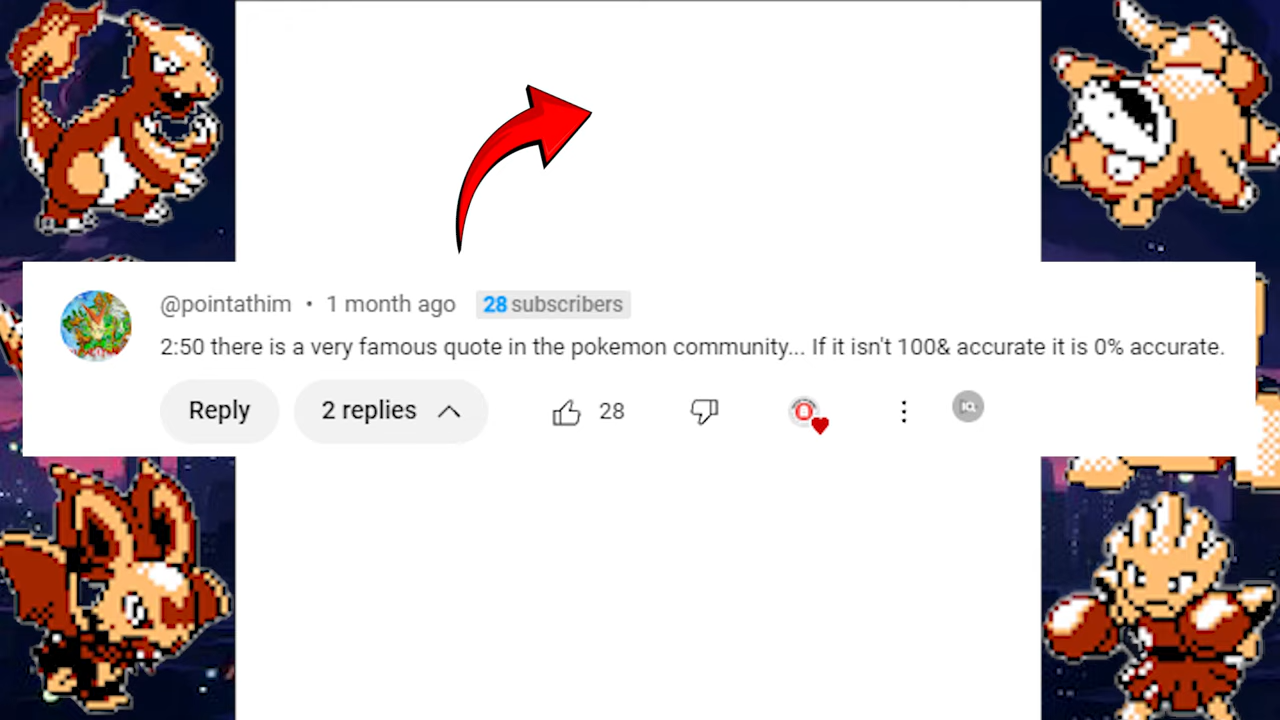 @pointathim • 1 month ago 28 subscribers
2:50 there is a very famous quote in the pokemon community... If it isn't 100& accurate it is 0% accurate.
Reply 2 replies 28 IQ